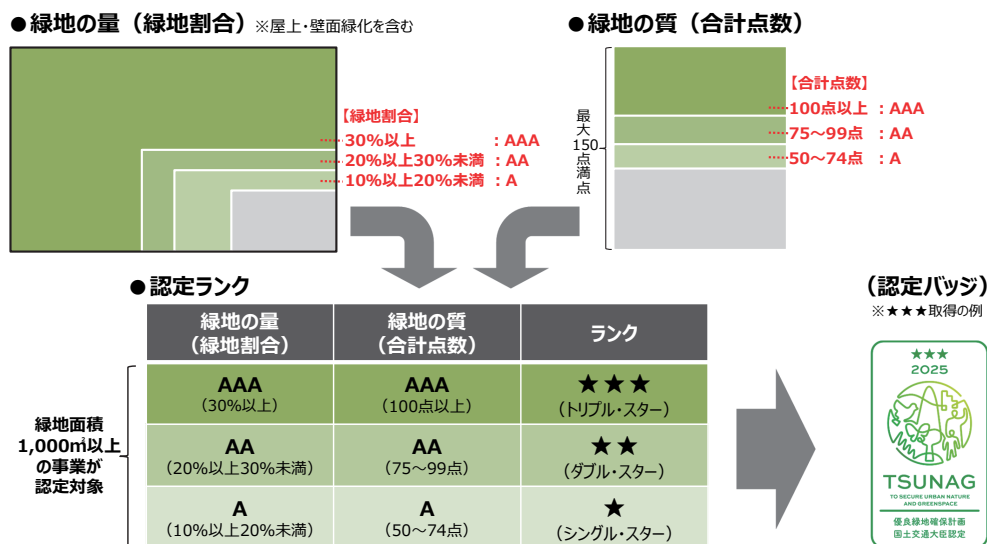 ●緑地の量(緑地割合)※屋上・壁面緑化を含む
【緑地割合】
30%以上 :AAA
20%以上30%未満 :AA
10%以上20%未満 :A
●緑地の質(合計点数)
最大150点満点
【合計点数】
100点以上 :AAA
75~99点 :AA
50~74点 :A
●認定ランク
緑地の量
(緑地割合)
緑地の質
(合計点数)
ランク
緑地面積
1,000㎡以上
の事業が
認定対象
AAA
(30%以上)
AAA
(100点以上)
★★★
(トリプル・スター)
AA
(20%以上30%未満)
AA
(75~99点)
★★
(ダブル・スター)
A
(10%以上20%未満)
A
(50~74点)
★
(シングル・スター)
(認定バッジ)
※★★★取得の例
★★★
2025
TSUNAG
TO SECURE URBAN NATURE
AND GREENSPACE
優良緑地確保計画
国土交通大臣認定